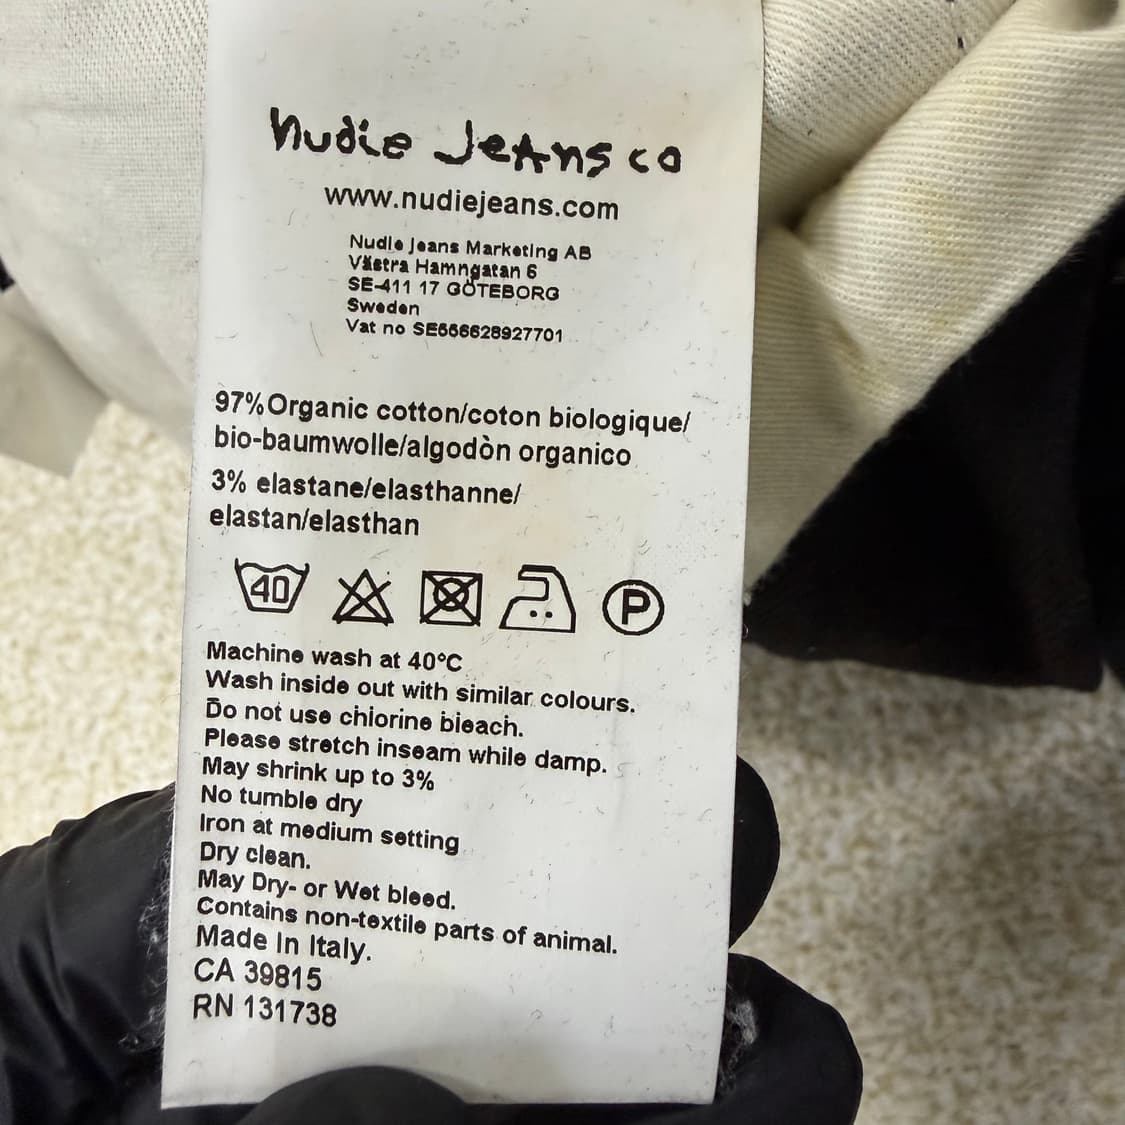 nudie Jeans co
www.nudiejeans.com
Nudie Jeans Marketing AB
Västra Hamngatan 6
SE-411 17 GÖTEBORG
Sweden
Vat no SE556628927701
97%Organic cotton/coton biologique/
bio-baumwolle/algodòn organico
3% elastane/elasthanne/
elastan/elasthan
40 P
Machine wash at 40°C
Wash inside out with similar colours.
Do not use chlorine bleach.
Please stretch inseam while damp.
May shrink up to 3%
No tumble dry
Iron at medium setting
Dry clean.
May Dry- or Wet bleed.
Contains non-textile parts of animal.
Made In Italy.
CA 39815
RN 131738